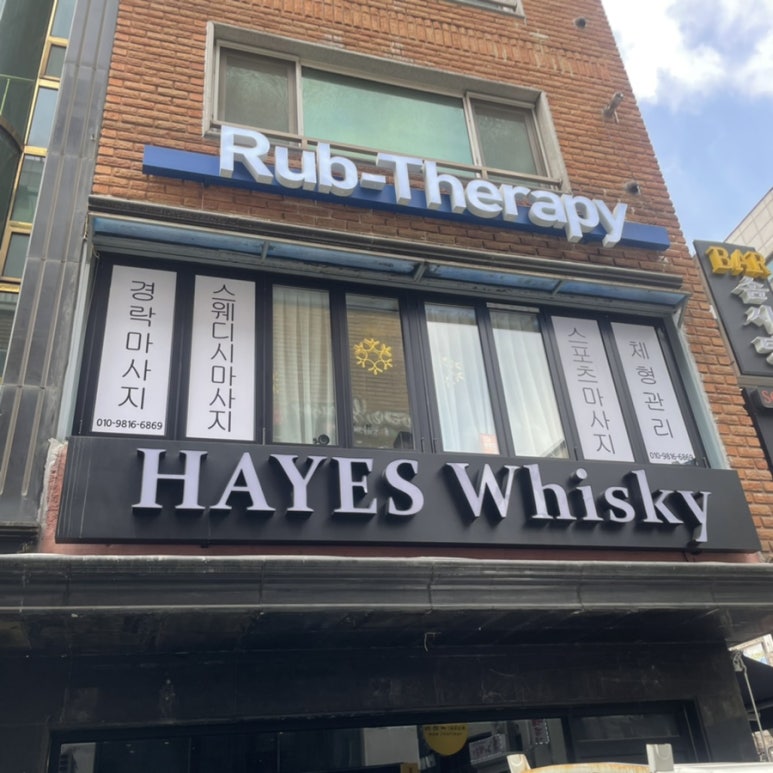 Rub-Therapy
경락마사지
010-9816-6869
스웨디시마사지
스포츠마사지
체형관리
010-9816-6869
HAYES Whisky